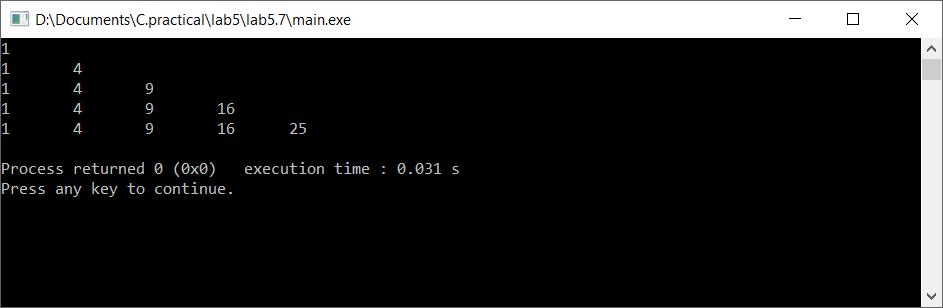 D:\Documents\C.practical\lab5\lab5.7\main.exe
1
1       4
1       4       9
1       4       9       16
1       4       9       16      25
Process returned 0 (0x0)   execution time : 0.031 s
Press any key to continue.